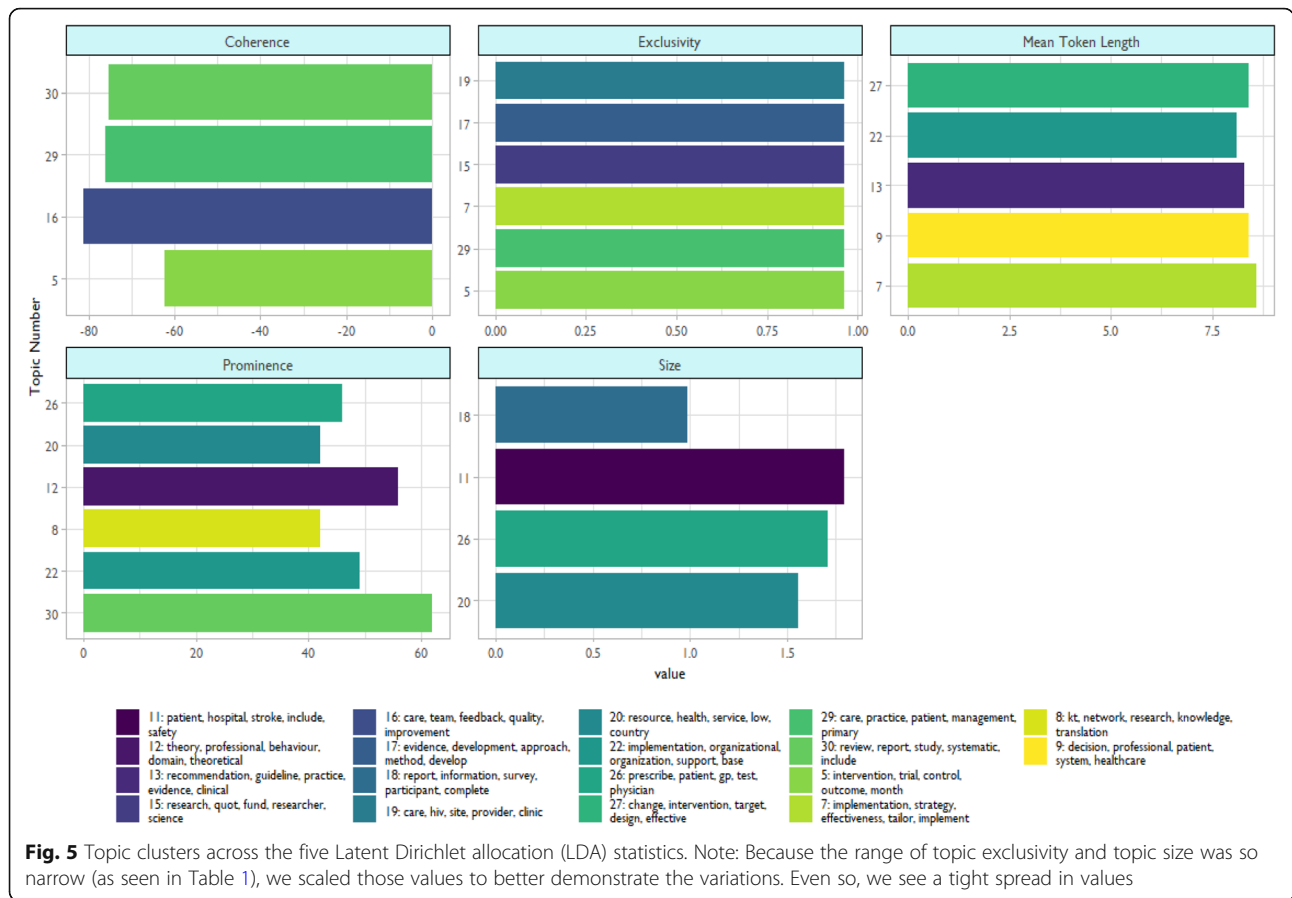 Coherence
Exclusivity
Mean Token Length
30
29
16
5
-80 -60 -40 -20 0
19
17
15
7
29
5
0.00 0.25 0.50 0.75 1.00
27
22
13
9
7
0.0 2.5 5.0 7.5
Topic Number
Prominence
Size
26
20
12
8
22
30
0 20 40 60
18
11
26
20
0.0 0.5 1.0 1.5
value
11: patient, hospital, stroke, include,
safety
12: theory, professional, behaviour,
domain, theoretical
13: recommendation, guideline, practice,
evidence, clinical
15: research, quot, fund, researcher,
science
16: care, team, feedback, quality,
improvement
17: evidence, development, approach,
method, develop
18: report, information, survey,
participant, complete
19: care, hiv, site, provider, clinic
20: resource, health, service, low,
country
22: implementation, organizational,
organization, support, base
26: prescribe, patient, gp, test,
physician
27: change, intervention, target,
design, effective
29: care, practice, patient, management,
primary
30: review, report, study, systematic,
include
5: intervention, trial, control,
outcome, month
7: implementation, strategy,
effectiveness, tailor, implement
8: kt, network, research, knowledge,
translation
9: decision, professional, patient,
system, healthcare
Fig. 5 Topic clusters across the five Latent Dirichlet allocation (LDA) statistics. Note: Because the range of topic exclusivity and topic size was so
narrow (as seen in Table 1), we scaled those values to better demonstrate the variations. Even so, we see a tight spread in values